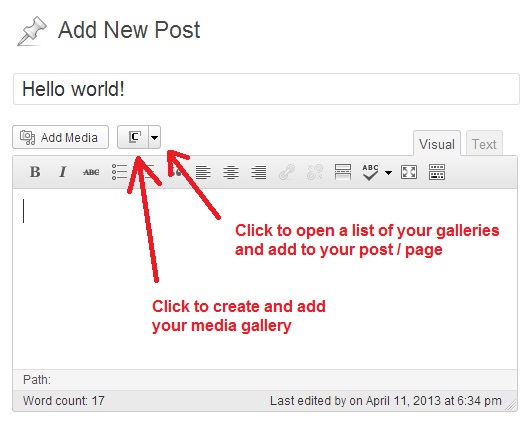 Add New Post
Hello world!
Add Media
C
Visual
Text
B I ABC ABC
Click to open a list of your galleries
and add to your post / page
Click to create and add
your media gallery
Path:
Word count: 17
Last edited by on April 11, 2013 at 6:34 pm